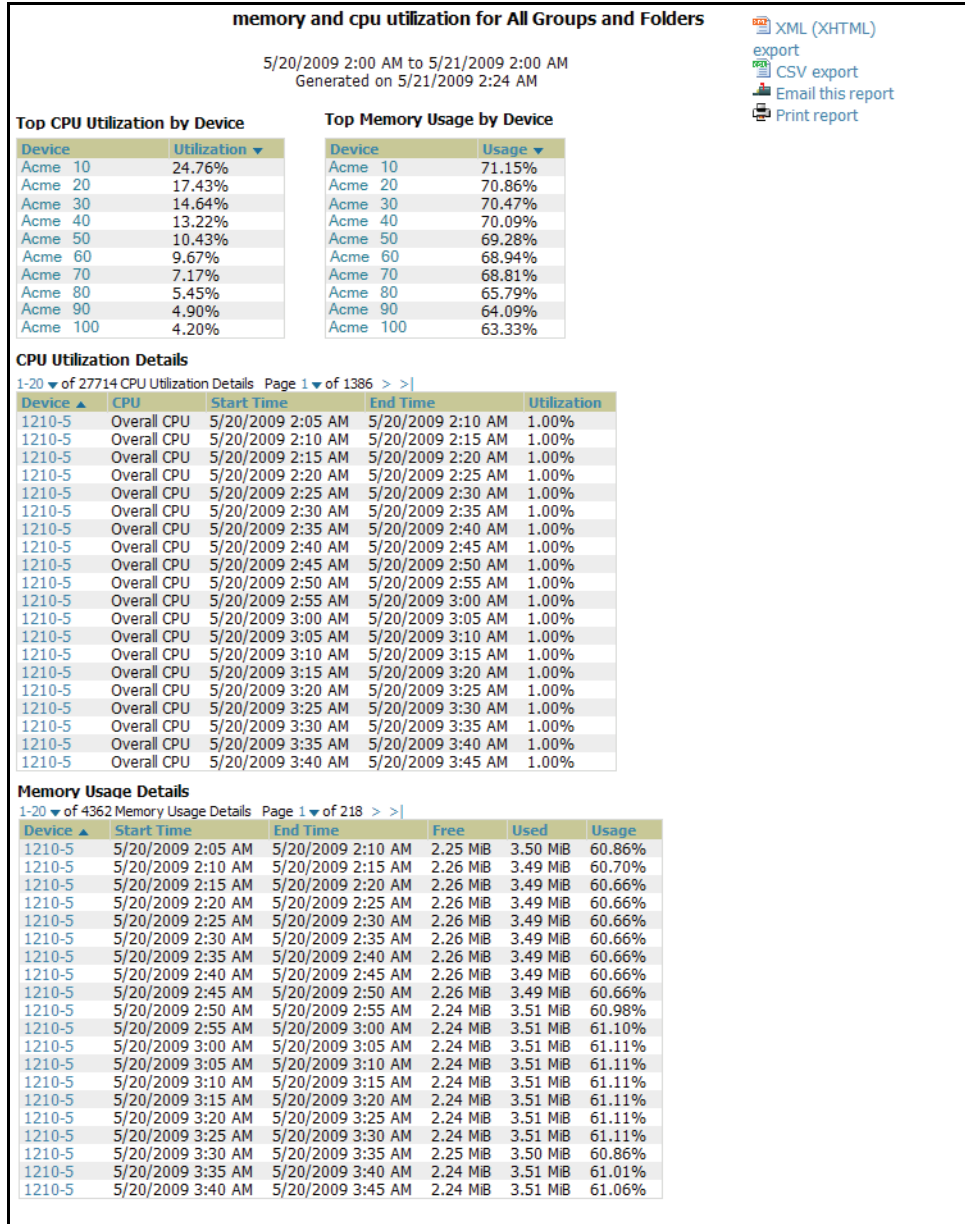 memory and cpu utilization for All Groups and Folders
5/20/2009 2:00 AM to 5/21/2009 2:00 AM
Generated on 5/21/2009 2:24 AM
XML (XHTML)
export
CSV export
Email this report
Print report
Top CPU Utilization by Device
Device Utilization
Acme 10 24.76%
Acme 20 17.43%
Acme 30 14.64%
Acme 40 13.22%
Acme 50 10.43%
Acme 60 9.67%
Acme 70 7.17%
Acme 80 5.45%
Acme 90 4.90%
Acme 100 4.20%
Top Memory Usage by Device
Device Usage
Acme 10 71.15%
Acme 20 70.86%
Acme 30 70.47%
Acme 40 70.09%
Acme 50 69.28%
Acme 60 68.94%
Acme 70 68.81%
Acme 80 65.79%
Acme 90 64.09%
Acme 100 63.33%
CPU Utilization Details
1-20 of 27714 CPU Utilization Details Page 1 of 1386 > >|
Device CPU Start Time End Time Utilization
1210-5 Overall CPU 5/20/2009 2:05 AM 5/20/2009 2:10 AM 1.00%
1210-5 Overall CPU 5/20/2009 2:10 AM 5/20/2009 2:15 AM 1.00%
1210-5 Overall CPU 5/20/2009 2:15 AM 5/20/2009 2:20 AM 1.00%
1210-5 Overall CPU 5/20/2009 2:20 AM 5/20/2009 2:25 AM 1.00%
1210-5 Overall CPU 5/20/2009 2:25 AM 5/20/2009 2:30 AM 1.00%
1210-5 Overall CPU 5/20/2009 2:30 AM 5/20/2009 2:35 AM 1.00%
1210-5 Overall CPU 5/20/2009 2:35 AM 5/20/2009 2:40 AM 1.00%
1210-5 Overall CPU 5/20/2009 2:40 AM 5/20/2009 2:45 AM 1.00%
1210-5 Overall CPU 5/20/2009 2:45 AM 5/20/2009 2:50 AM 1.00%
1210-5 Overall CPU 5/20/2009 2:50 AM 5/20/2009 2:55 AM 1.00%
1210-5 Overall CPU 5/20/2009 2:55 AM 5/20/2009 3:00 AM 1.00%
1210-5 Overall CPU 5/20/2009 3:00 AM 5/20/2009 3:05 AM 1.00%
1210-5 Overall CPU 5/20/2009 3:05 AM 5/20/2009 3:10 AM 1.00%
1210-5 Overall CPU 5/20/2009 3:10 AM 5/20/2009 3:15 AM 1.00%
1210-5 Overall CPU 5/20/2009 3:15 AM 5/20/2009 3:20 AM 1.00%
1210-5 Overall CPU 5/20/2009 3:20 AM 5/20/2009 3:25 AM 1.00%
1210-5 Overall CPU 5/20/2009 3:25 AM 5/20/2009 3:30 AM 1.00%
1210-5 Overall CPU 5/20/2009 3:30 AM 5/20/2009 3:35 AM 1.00%
1210-5 Overall CPU 5/20/2009 3:35 AM 5/20/2009 3:40 AM 1.00%
1210-5 Overall CPU 5/20/2009 3:40 AM 5/20/2009 3:45 AM 1.00%
Memory Usage Details
1-20 of 4362 Memory Usage Details Page 1 of 218 > >|
Device Start Time End Time Free Used Usage
1210-5 5/20/2009 2:05 AM 5/20/2009 2:10 AM 2.25 MiB 3.50 MiB 60.86%
1210-5 5/20/2009 2:10 AM 5/20/2009 2:15 AM 2.26 MiB 3.49 MiB 60.70%
1210-5 5/20/2009 2:15 AM 5/20/2009 2:20 AM 2.26 MiB 3.49 MiB 60.66%
1210-5 5/20/2009 2:20 AM 5/20/2009 2:25 AM 2.26 MiB 3.49 MiB 60.66%
1210-5 5/20/2009 2:25 AM 5/20/2009 2:30 AM 2.26 MiB 3.49 MiB 60.66%
1210-5 5/20/2009 2:30 AM 5/20/2009 2:35 AM 2.26 MiB 3.49 MiB 60.66%
1210-5 5/20/2009 2:35 AM 5/20/2009 2:40 AM 2.26 MiB 3.49 MiB 60.66%
1210-5 5/20/2009 2:40 AM 5/20/2009 2:45 AM 2.26 MiB 3.49 MiB 60.66%
1210-5 5/20/2009 2:45 AM 5/20/2009 2:50 AM 2.26 MiB 3.49 MiB 60.66%
1210-5 5/20/2009 2:50 AM 5/20/2009 2:55 AM 2.24 MiB 3.51 MiB 60.98%
1210-5 5/20/2009 2:55 AM 5/20/2009 3:00 AM 2.24 MiB 3.51 MiB 61.10%
1210-5 5/20/2009 3:00 AM 5/20/2009 3:05 AM 2.24 MiB 3.51 MiB 61.11%
1210-5 5/20/2009 3:05 AM 5/20/2009 3:10 AM 2.24 MiB 3.51 MiB 61.11%
1210-5 5/20/2009 3:10 AM 5/20/2009 3:15 AM 2.24 MiB 3.51 MiB 61.11%
1210-5 5/20/2009 3:15 AM 5/20/2009 3:20 AM 2.24 MiB 3.51 MiB 61.11%
1210-5 5/20/2009 3:20 AM 5/20/2009 3:25 AM 2.24 MiB 3.51 MiB 61.11%
1210-5 5/20/2009 3:25 AM 5/20/2009 3:30 AM 2.24 MiB 3.51 MiB 61.11%
1210-5 5/20/2009 3:30 AM 5/20/2009 3:35 AM 2.25 MiB 3.50 MiB 60.86%
1210-5 5/20/2009 3:35 AM 5/20/2009 3:40 AM 2.24 MiB 3.51 MiB 61.01%
1210-5 5/20/2009 3:40 AM 5/20/2009 3:45 AM 2.24 MiB 3.51 MiB 61.06%